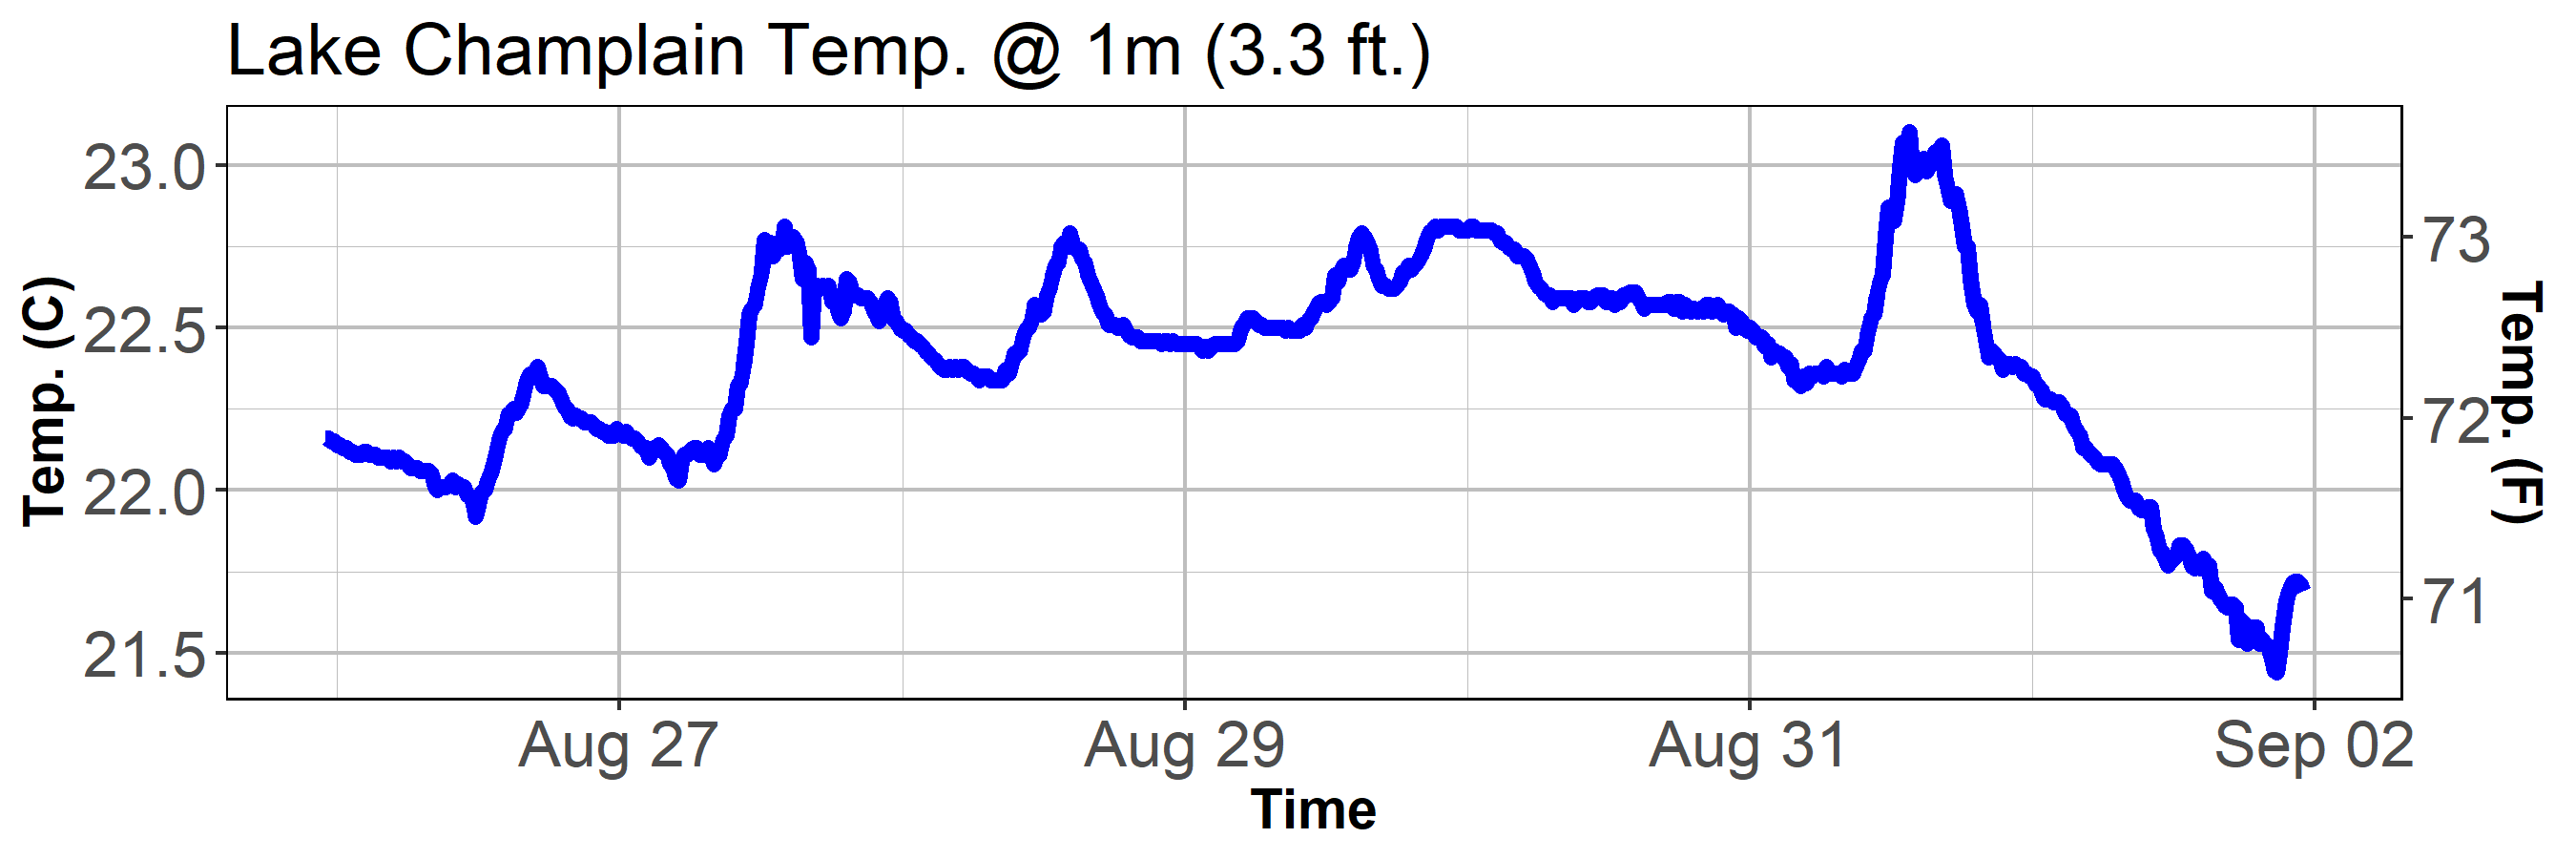 Lake Champlain Temp. @ 1m (3.3 ft.)
Temp. (C)
23.0
22.5
22.0
21.5
73
72
71
Temp. (F)
Aug 27 Aug 29 Aug 31 Sep 02
Time